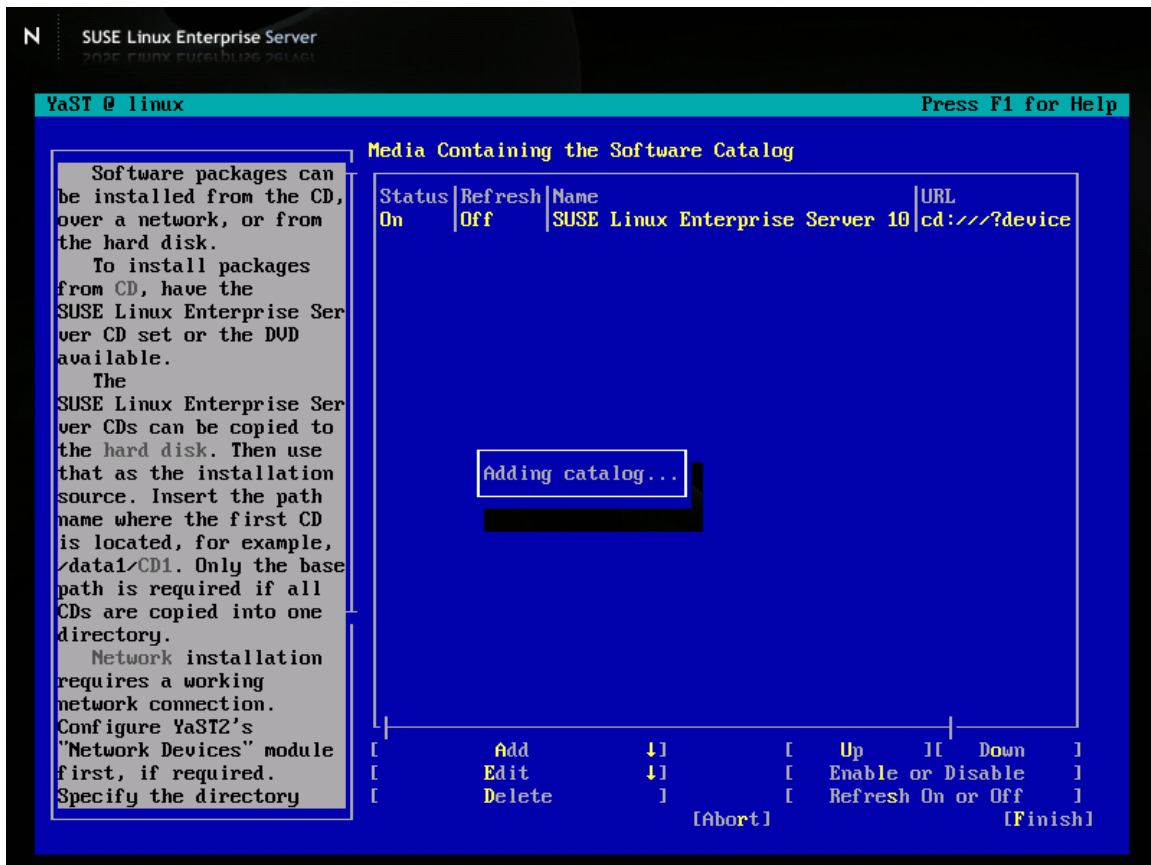 N SUSE Linux Enterprise Server
YaST @ linux Press F1 for Help
Software packages can
be installed from the CD,
over a network, or from
the hard disk.
To install packages
from CD, have the
SUSE Linux Enterprise Ser
ver CD set or the DVD
available.
The
SUSE Linux Enterprise Ser
ver CDs can be copied to
the hard disk. Then use
that as the installation
source. Insert the path
name where the first CD
is located, for example,
/data1/CD1. Only the base
path is required if all
CDs are copied into one
directory.
Network installation
requires a working
network connection.
Configure YaST2's
"Network Devices" module
first, if required.
Specify the directory
Media Containing the Software Catalog
Status|Refresh|Name |URL
On |Off |SUSE Linux Enterprise Server 10|cd:///?device
Adding catalog...
[ Add ↓] [ Up ][ Down ]
[ Edit ↓] [ Enable or Disable ]
[ Delete ] [ Refresh On or Off ]
[Abort] [Finish]